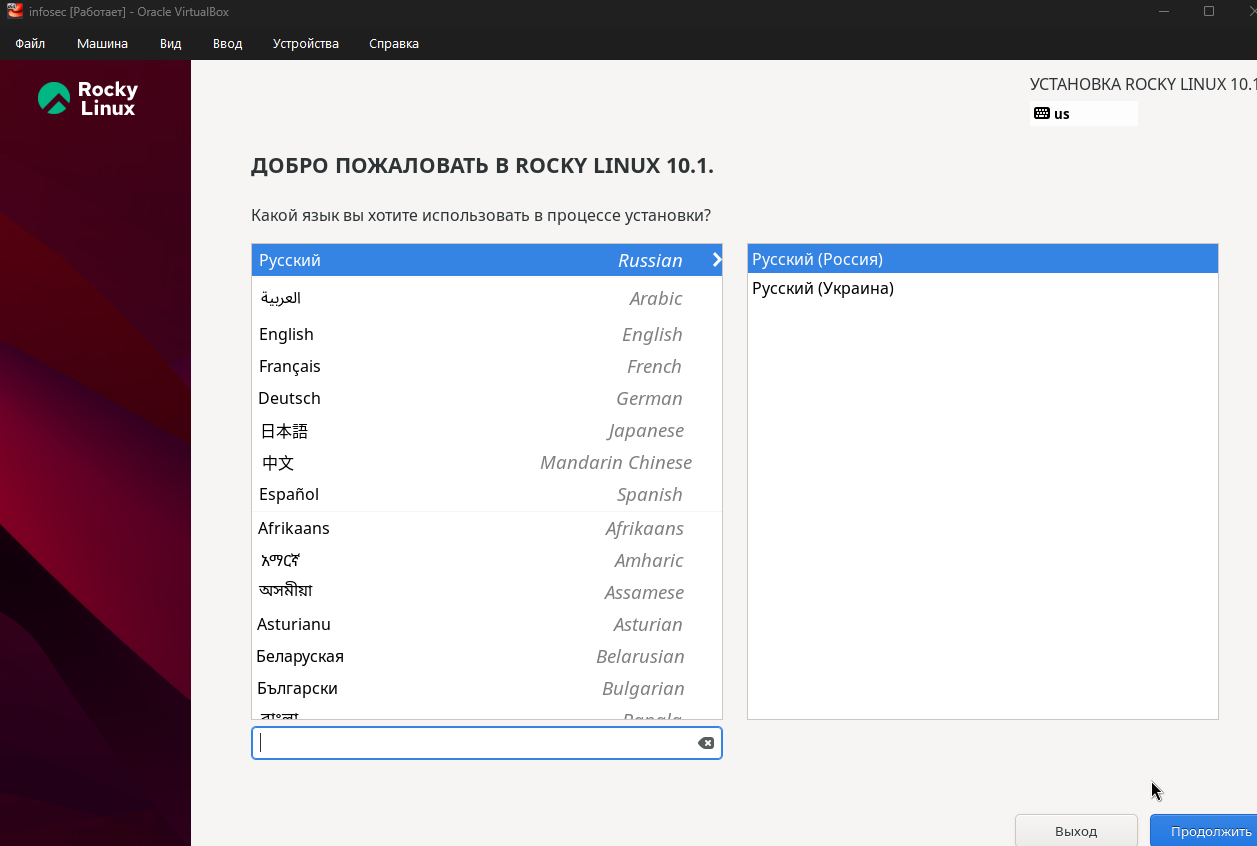 infosec [Работает] - Oracle VirtualBox
Файл Машина Вид Ввод Устройства Справка
Rocky
Linux
УСТАНОВКА ROCKY LINUX 10.1
us
ДОБРО ПОЖАЛОВАТЬ В ROCKY LINUX 10.1.
Какой язык вы хотите использовать в процессе установки?
Русский Russian
العربية Arabic
English English
Français French
Deutsch German
日本語 Japanese
中文 Mandarin Chinese
Español Spanish
Afrikaans Afrikaans
አማርኛ Amharic
অসমীয়া Assamese
Asturianu Asturian
Беларуская Belarusian
Български Bulgarian
বাংলা Bangla
Русский (Россия)
Русский (Украина)
Выход
Продолжить